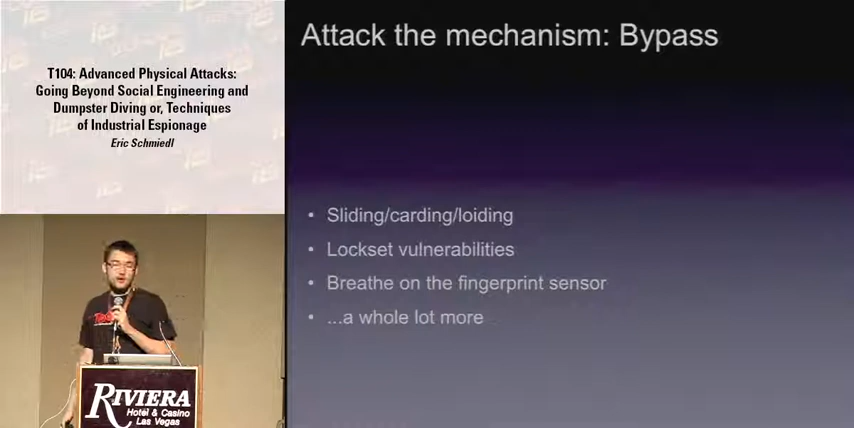 T104: Advanced Physical Attacks:
Going Beyond Social Engineering and
Dumpster Diving or, Techniques
of Industrial Espionage
Eric Schmiedl
Attack the mechanism: Bypass
• Sliding/carding/loiding
• Lockset vulnerabilities
• Breathe on the fingerprint sensor
• ...a whole lot more
RIVIERA
Hotel & Casino
Las Vegas